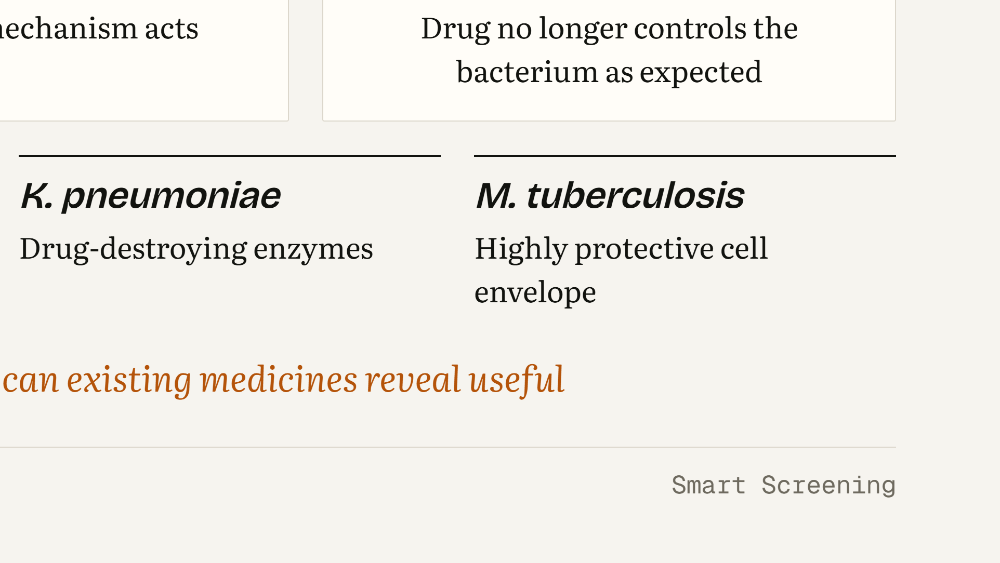 mechanism acts
Drug no longer controls the
bacterium as expected
K. pneumoniae
Drug-destroying enzymes
M. tuberculosis
Highly protective cell
envelope
can existing medicines reveal useful
Smart Screening